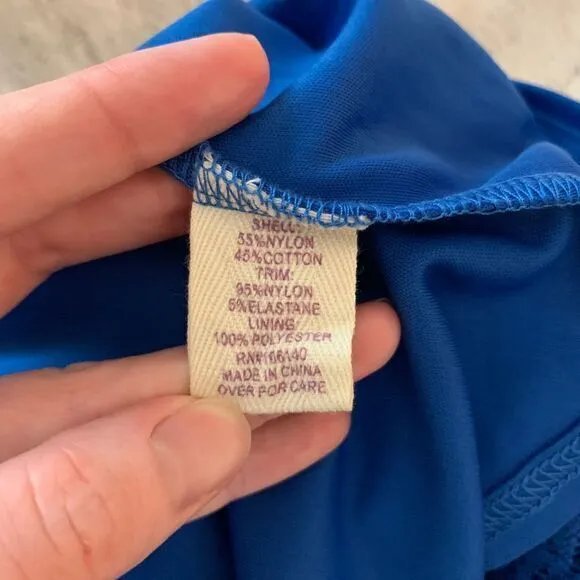 SHELL:
55%NYLON
45%COTTON
TRIM:
95%NYLON
5%ELASTANE
LINING
100% POLYESTER
RN#106140
MADE IN CHINA
OVER FOR CARE